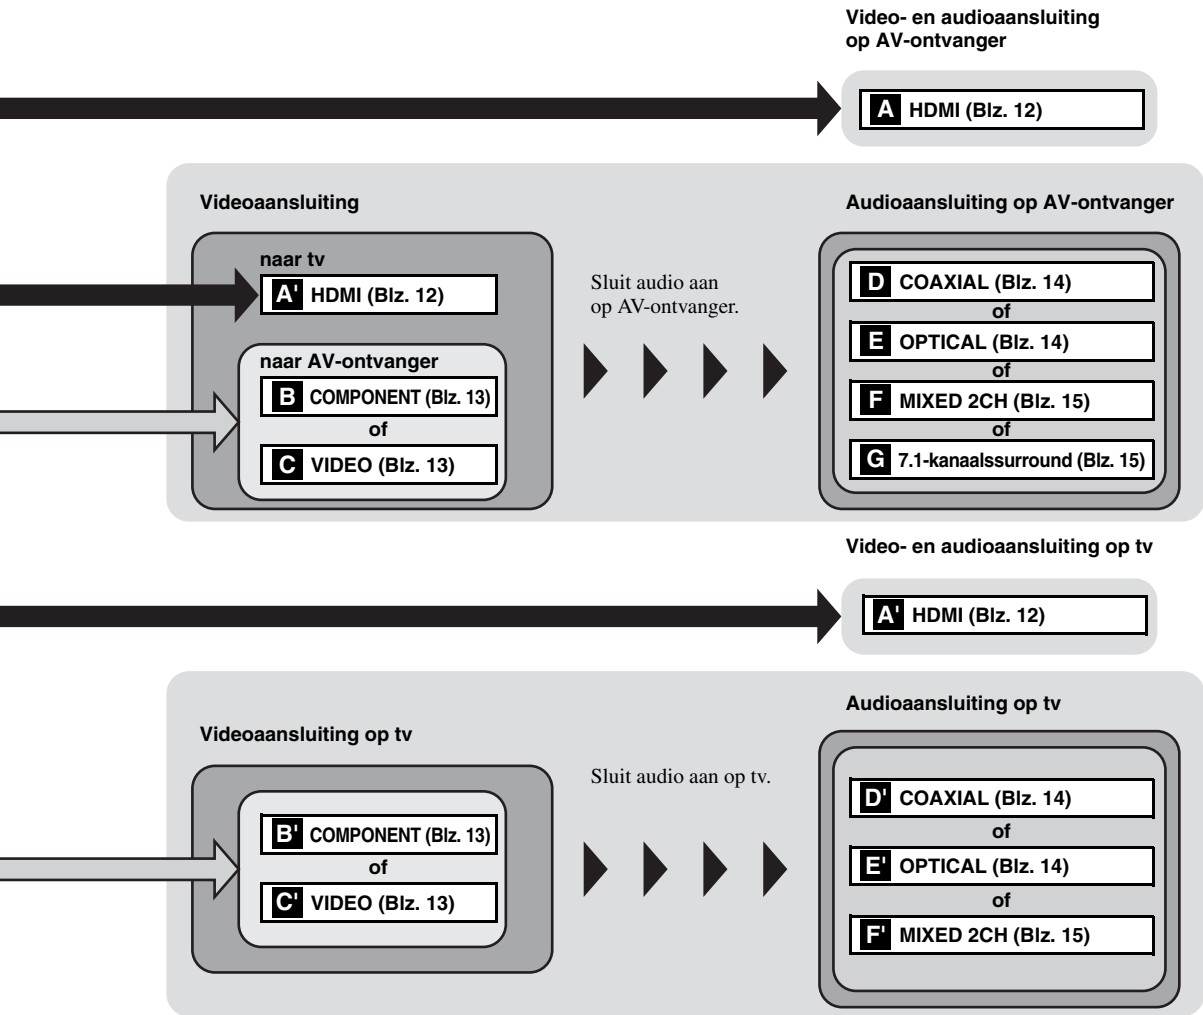 Video- en audioaansluiting
op AV-ontvanger
A HDMI (Blz. 12)
Videoaansluiting
naar tv
A' HDMI (Blz. 12)
naar AV-ontvanger
B COMPONENT (Blz. 13)
of
C VIDEO (Blz. 13)
Sluit audio aan
op AV-ontvanger.
Audioaansluiting op AV-ontvanger
D COAXIAL (Blz. 14)
of
E OPTICAL (Blz. 14)
of
F MIXED 2CH (Blz. 15)
of
G 7.1-kanaalssurround (Blz. 15)
Video- en audioaansluiting op tv
A' HDMI (Blz. 12)
Videoaansluiting op tv
B' COMPONENT (Blz. 13)
of
C' VIDEO (Blz. 13)
Sluit audio aan op tv.
Audioaansluiting op tv
D' COAXIAL (Blz. 14)
of
E' OPTICAL (Blz. 14)
of
F' MIXED 2CH (Blz. 15)